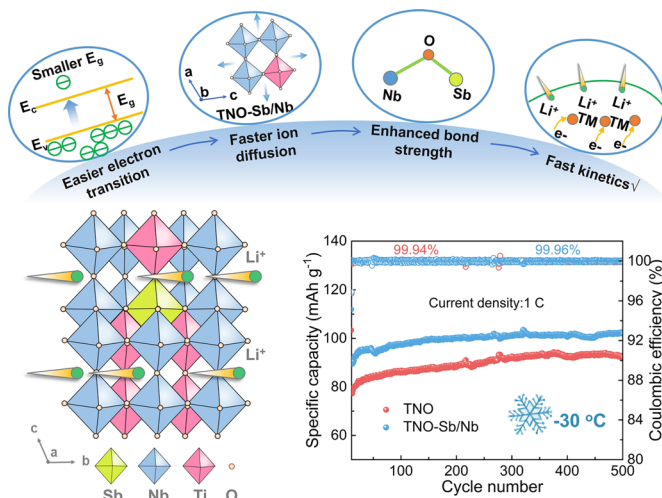 Smaller Eg
Ec
Eg
Ev
a
b
c
TNO-Sb/Nb
O
Nb
Sb
Li⁺ Li⁺ Li⁺
TM TM
e- e- e-
Easier electron
transition
Faster ion
diffusion
Enhanced bond
strength
Fast kinetics√
Li⁺
Li⁺
c
a
b
Sb Nb Ti O
Specific capacity (mAh g⁻¹)
140
120
100
80
60
99.94% 99.96%
Current density:1 C
TNO
TNO-Sb/Nb
-30 °C
100 200 300 400 500
Cycle number
100
96
92
88
84
80
Coulombic efficiency (%)